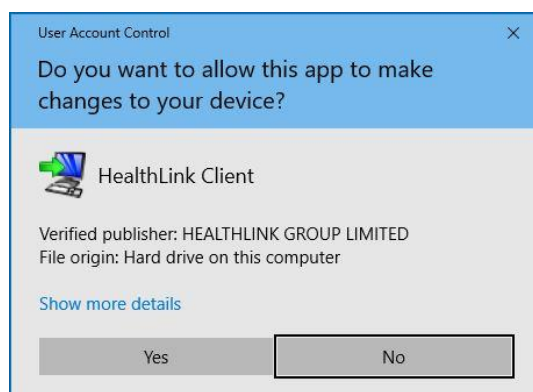 User Account Control
Do you want to allow this app to make
changes to your device?
HealthLink Client
Verified publisher: HEALTHLINK GROUP LIMITED
File origin: Hard drive on this computer
Show more details
Yes
No